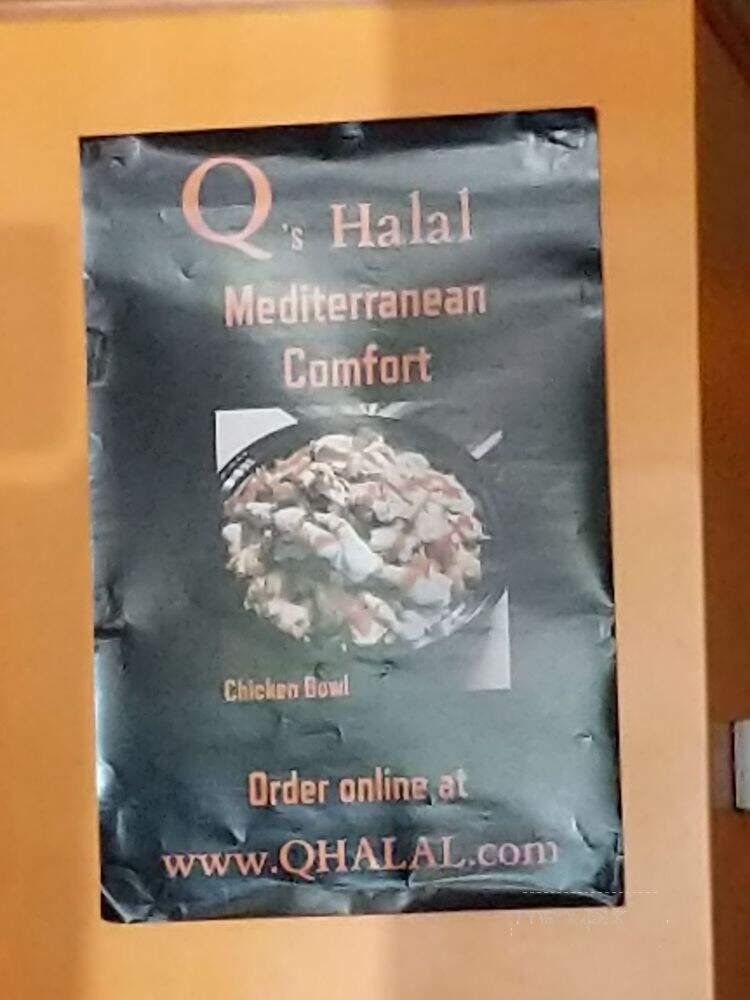 Q's Halal
Mediterranean
Comfort
Chicken Bowl
Order online at
www.QHALAL.com